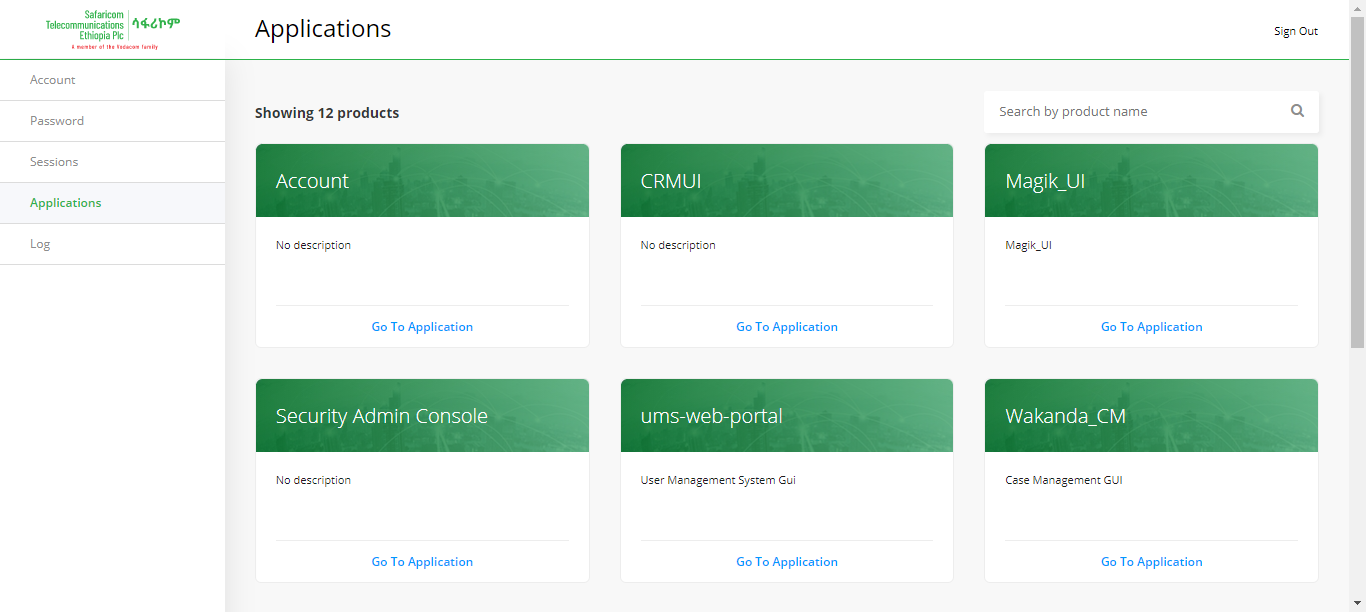 Safaricom
Telecommunications
Ethiopia Plc
ሳፋሪኮም
A member of the Vodacom family
Applications
Sign Out
Account
Password
Sessions
Applications
Log
Showing 12 products
Search by product name
Account
No description
Go To Application
CRMUI
No description
Go To Application
Magik_UI
Magik_UI
Go To Application
Security Admin Console
No description
Go To Application
ums-web-portal
User Management System Gui
Go To Application
Wakanda_CM
Case Management GUI
Go To Application